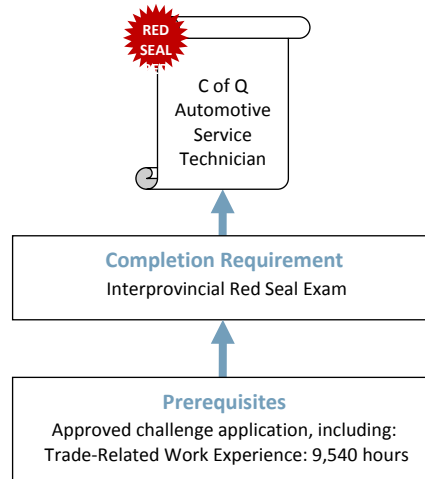 RED
SEAL
C of Q
Automotive
Service
Technician
Completion Requirement
Interprovincial Red Seal Exam
Prerequisites
Approved challenge application, including:
Trade-Related Work Experience: 9,540 hours